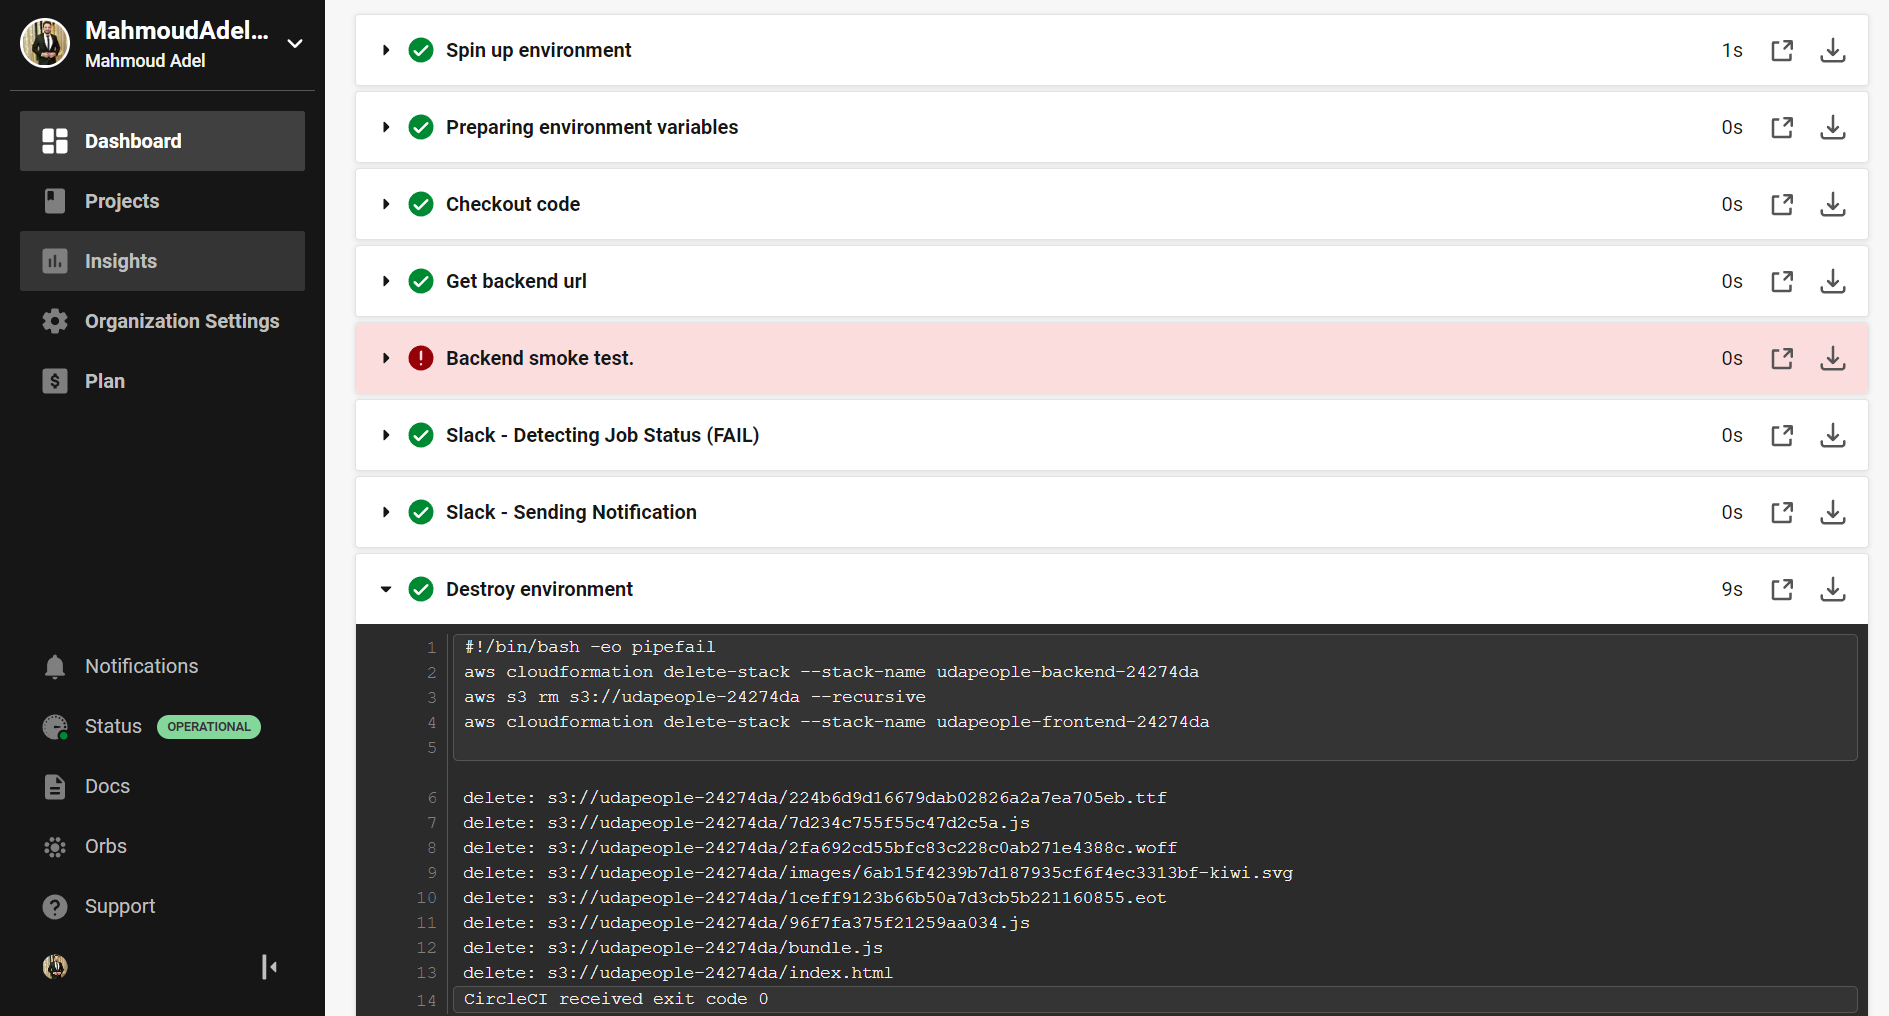 MahmoudAdel...
Mahmoud Adel
Dashboard
Projects
Insights
Organization Settings
Plan
Notifications
Status OPERATIONAL
Docs
Orbs
Support
Spin up environment 1s
Preparing environment variables 0s
Checkout code 0s
Get backend url 0s
Backend smoke test. 0s
Slack - Detecting Job Status (FAIL) 0s
Slack - Sending Notification 0s
Destroy environment 9s
1 #!/bin/bash -eo pipefail
2 aws cloudformation delete-stack --stack-name udapeople-backend-24274da
3 aws s3 rm s3://udapeople-24274da --recursive
4 aws cloudformation delete-stack --stack-name udapeople-frontend-24274da
5
6 delete: s3://udapeople-24274da/224b6d9d16679dab02826a2a7ea705eb.ttf
7 delete: s3://udapeople-24274da/7d234c755f55c47d2c5a.js
8 delete: s3://udapeople-24274da/2fa692cd55bfc83c228c0ab271e4388c.woff
9 delete: s3://udapeople-24274da/images/6ab15f4239b7d187935cf6f4ec3313bf-kiwi.svg
10 delete: s3://udapeople-24274da/1ceff9123b66b50a7d3cb5b221160855.eot
11 delete: s3://udapeople-24274da/96f7fa375f21259aa034.js
12 delete: s3://udapeople-24274da/bundle.js
13 delete: s3://udapeople-24274da/index.html
14 CircleCI received exit code 0